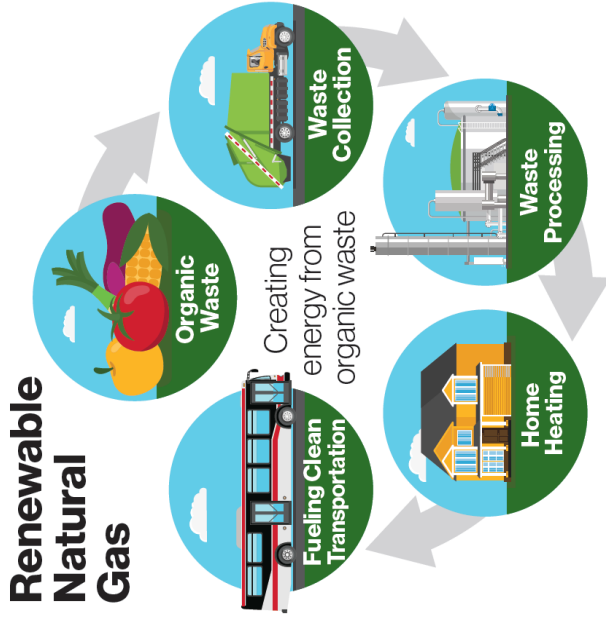 Renewable
Natural
Gas
Organic
Waste
Waste
Collection
Waste
Processing
Home
Heating
Fueling Clean
Transportation
Creating
energy from
organic waste